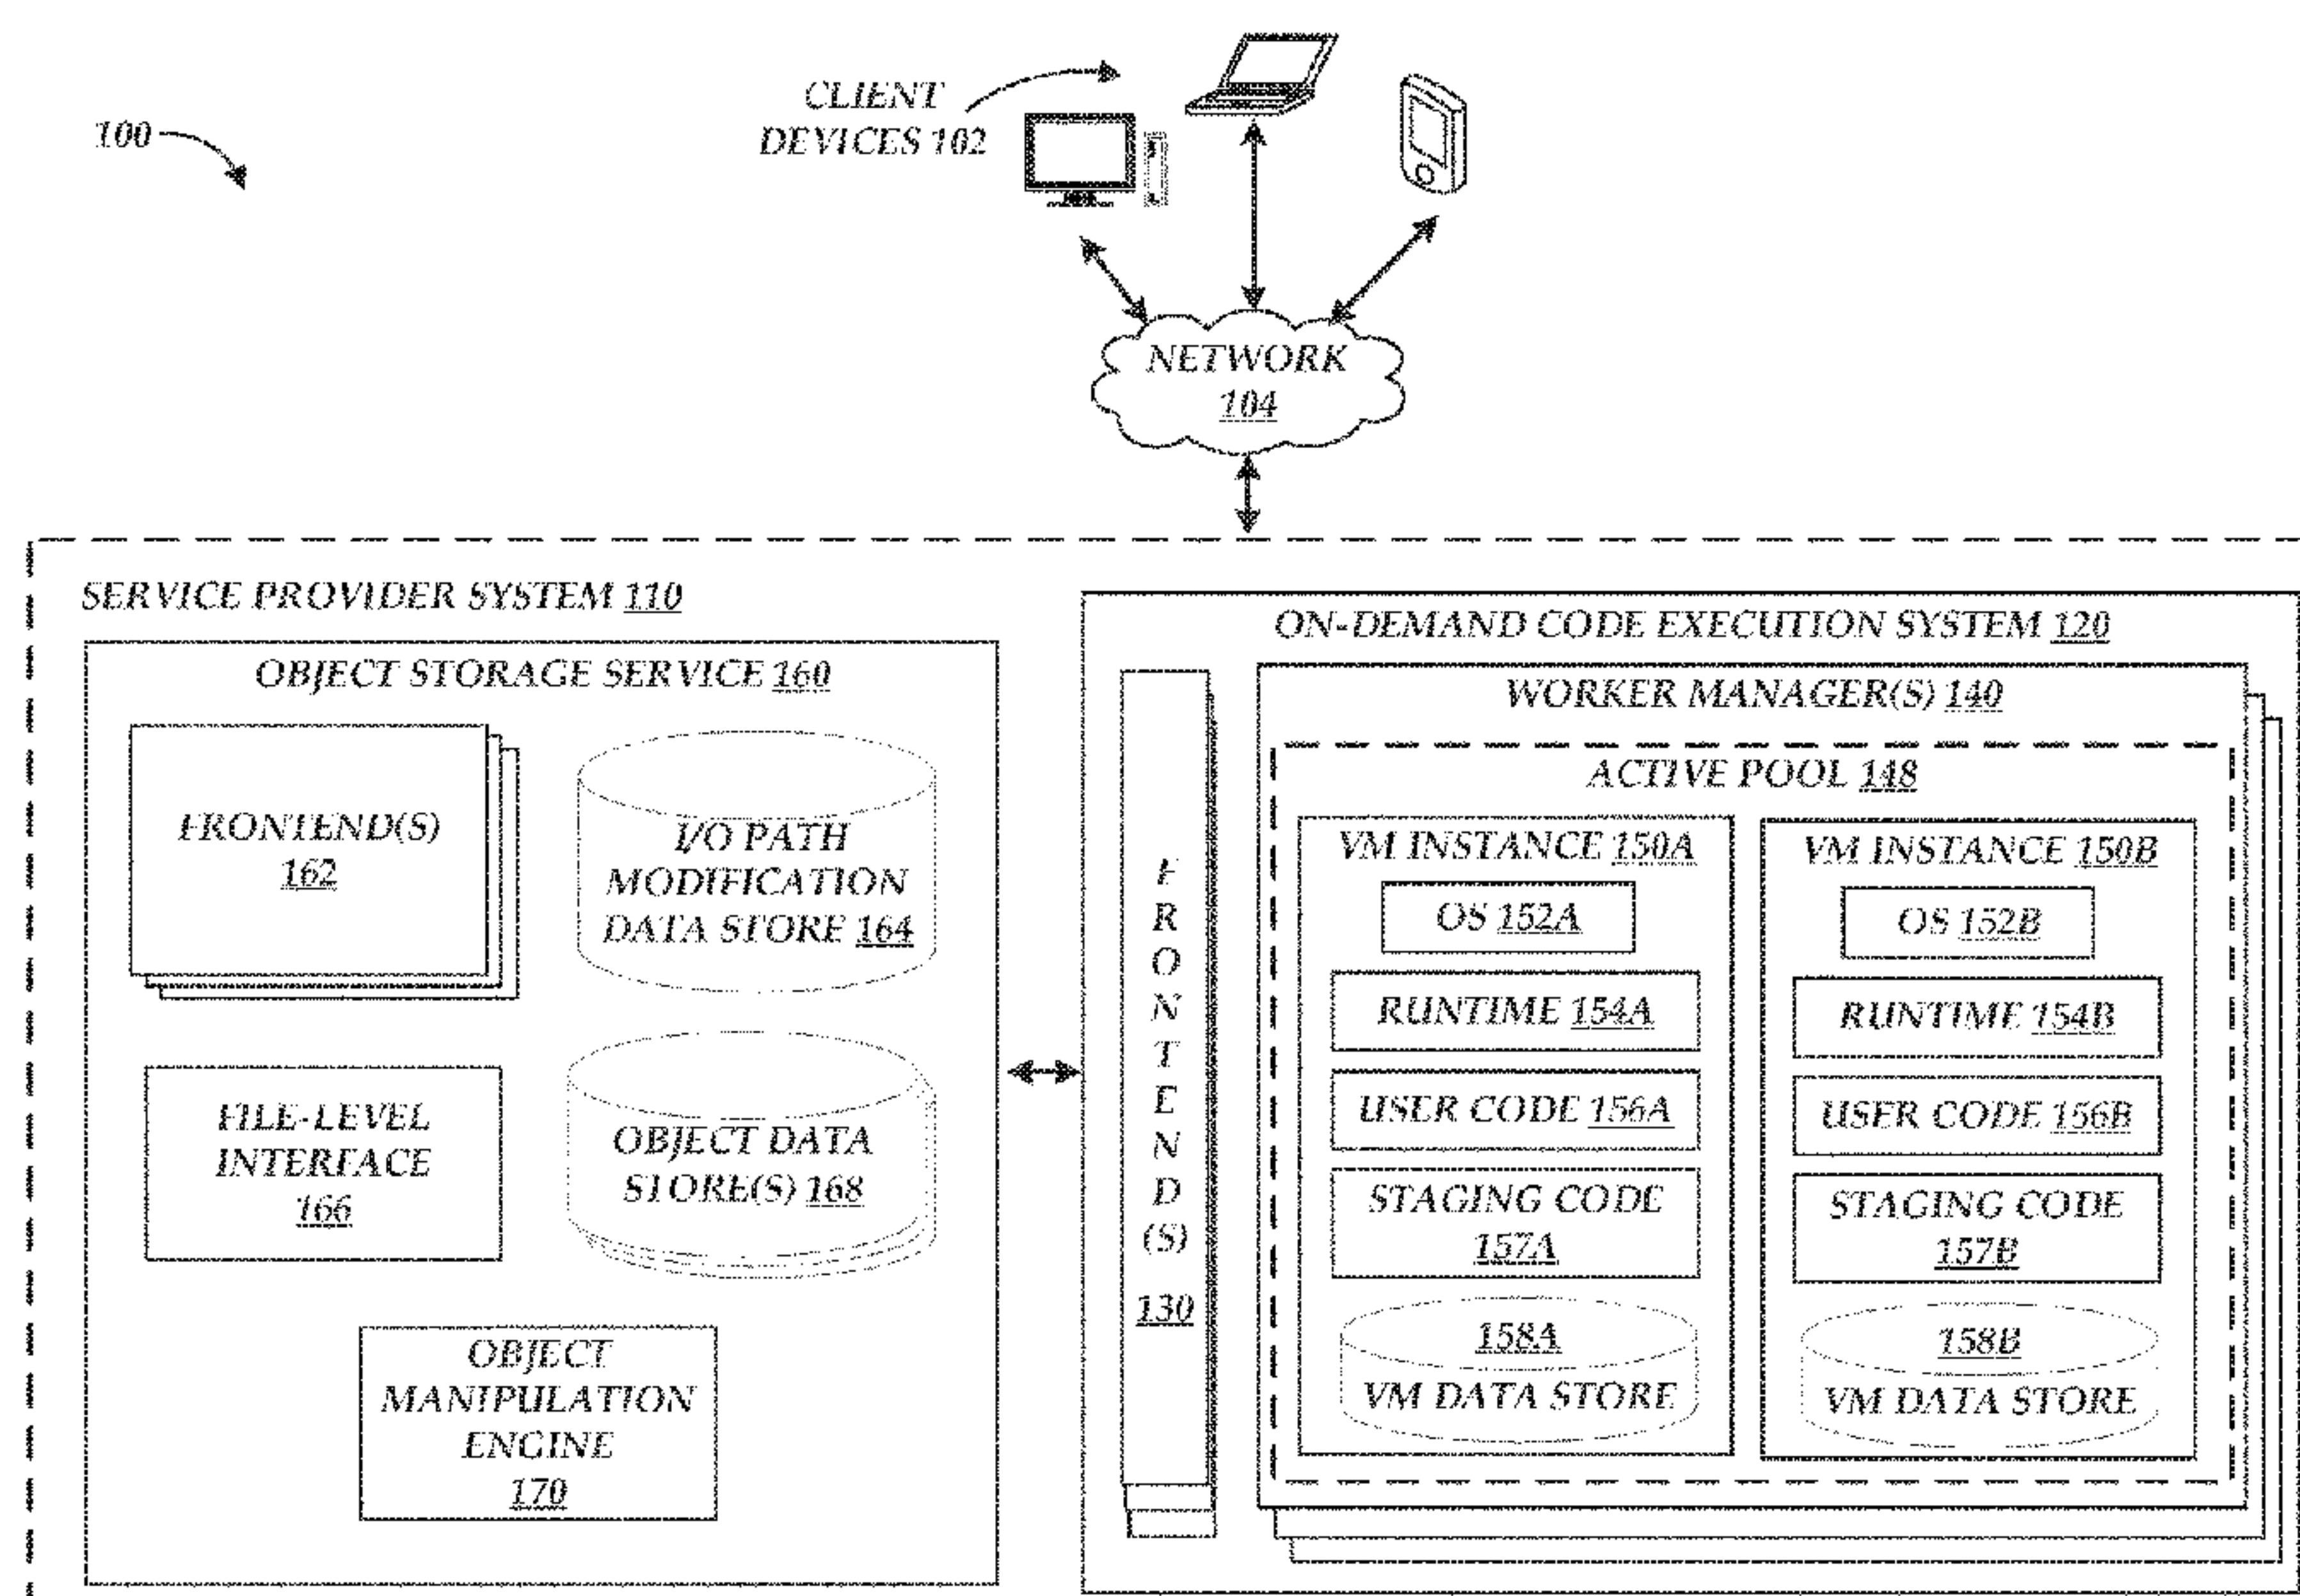 100
CLIENT
DEVICES 102
NETWORK
104
SERVICE PROVIDER SYSTEM 110
OBJECT STORAGE SERVICE 160
FRONTEND(S)
162
I/O PATH
MODIFICATION
DATA STORE 164
FILE-LEVEL
INTERFACE
166
OBJECT DATA
STORE(S) 168
OBJECT
MANIPULATION
ENGINE
170
ON-DEMAND CODE EXECUTION SYSTEM 120
F
R
O
N
T
E
N
D
(S)
130
WORKER MANAGER(S) 140
ACTIVE POOL 148
VM INSTANCE 150A
OS 152A
RUNTIME 154A
USER CODE 156A
STAGING CODE
157A
158A
VM DATA STORE
VM INSTANCE 150B
OS 152B
RUNTIME 154B
USER CODE 156B
STAGING CODE
157B
158B
VM DATA STORE